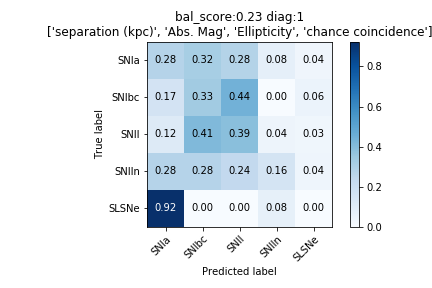 bal_score:0.23 diag:1
['separation (kpc)', 'Abs. Mag', 'Ellipticity', 'chance coincidence']
True label
SNIa 0.28 0.32 0.28 0.08 0.04
SNIbc 0.17 0.33 0.44 0.00 0.06
SNII 0.12 0.41 0.39 0.04 0.03
SNIIn 0.28 0.28 0.24 0.16 0.04
SLSNe 0.92 0.00 0.00 0.08 0.00
SNIa SNIbc SNII SNIIn SLSNe
Predicted label
0.8
0.6
0.4
0.2
0.0